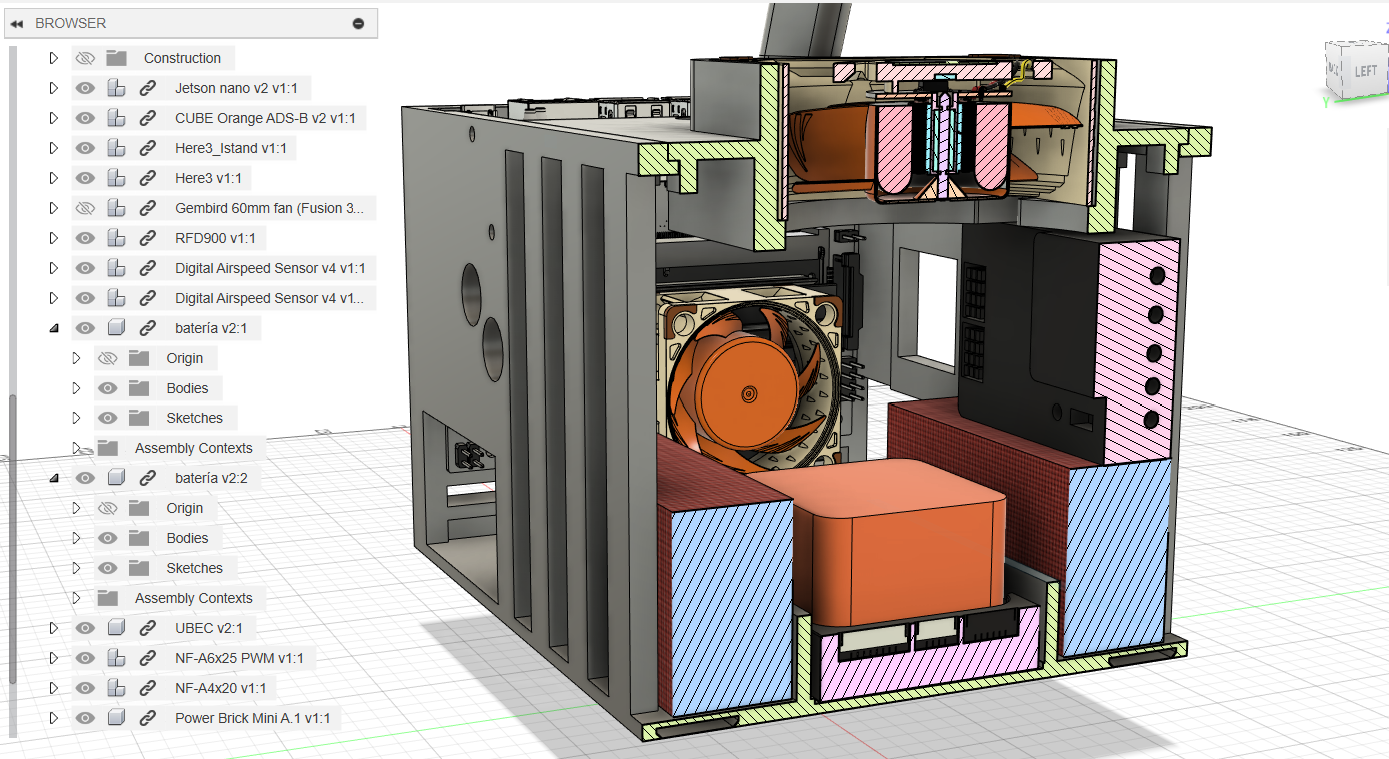 BROWSER
Construction
Jetson nano v2 v1:1
CUBE Orange ADS-B v2 v1:1
Here3_Istand v1:1
Here3 v1:1
Gembird 60mm fan (Fusion 3...
RFD900 v1:1
Digital Airspeed Sensor v4 v1:1
Digital Airspeed Sensor v4 v1...
batería v2:1
Origin
Bodies
Sketches
Assembly Contexts
batería v2:2
Origin
Bodies
Sketches
Assembly Contexts
UBEC v2:1
NF-A6x25 PWM v1:1
NF-A4x20 v1:1
Power Brick Mini A.1 v1:1
LEFT
Z
Y